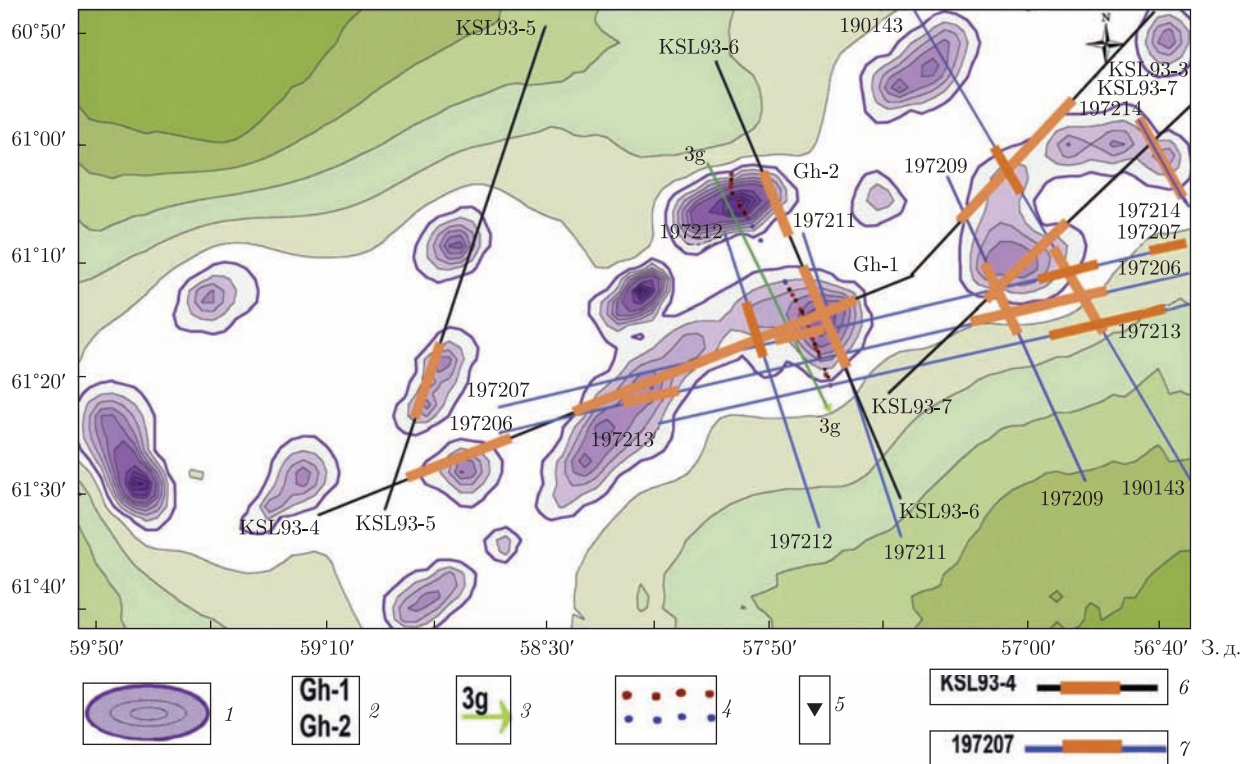 60°50′
61°00′
61°10′
61°20′
61°30′
61°40′
KSL93-5
KSL93-6
190143
N
KSL93-3
KSL93-7
197214
3g
Gh-2
197209
197212
197211
197214
197207
Gh-1
197206
197213
197207
197206
197213
KSL93-7
3g
KSL93-4
KSL93-5
KSL93-6
197209
190143
197212
197211
59°50′ 59°10′ 58°30′ 57°50′ 57°00′ 56°40′ З. д.
1
Gh-1
Gh-2
2
3g
3
4
5
KSL93-4
6
197207
7